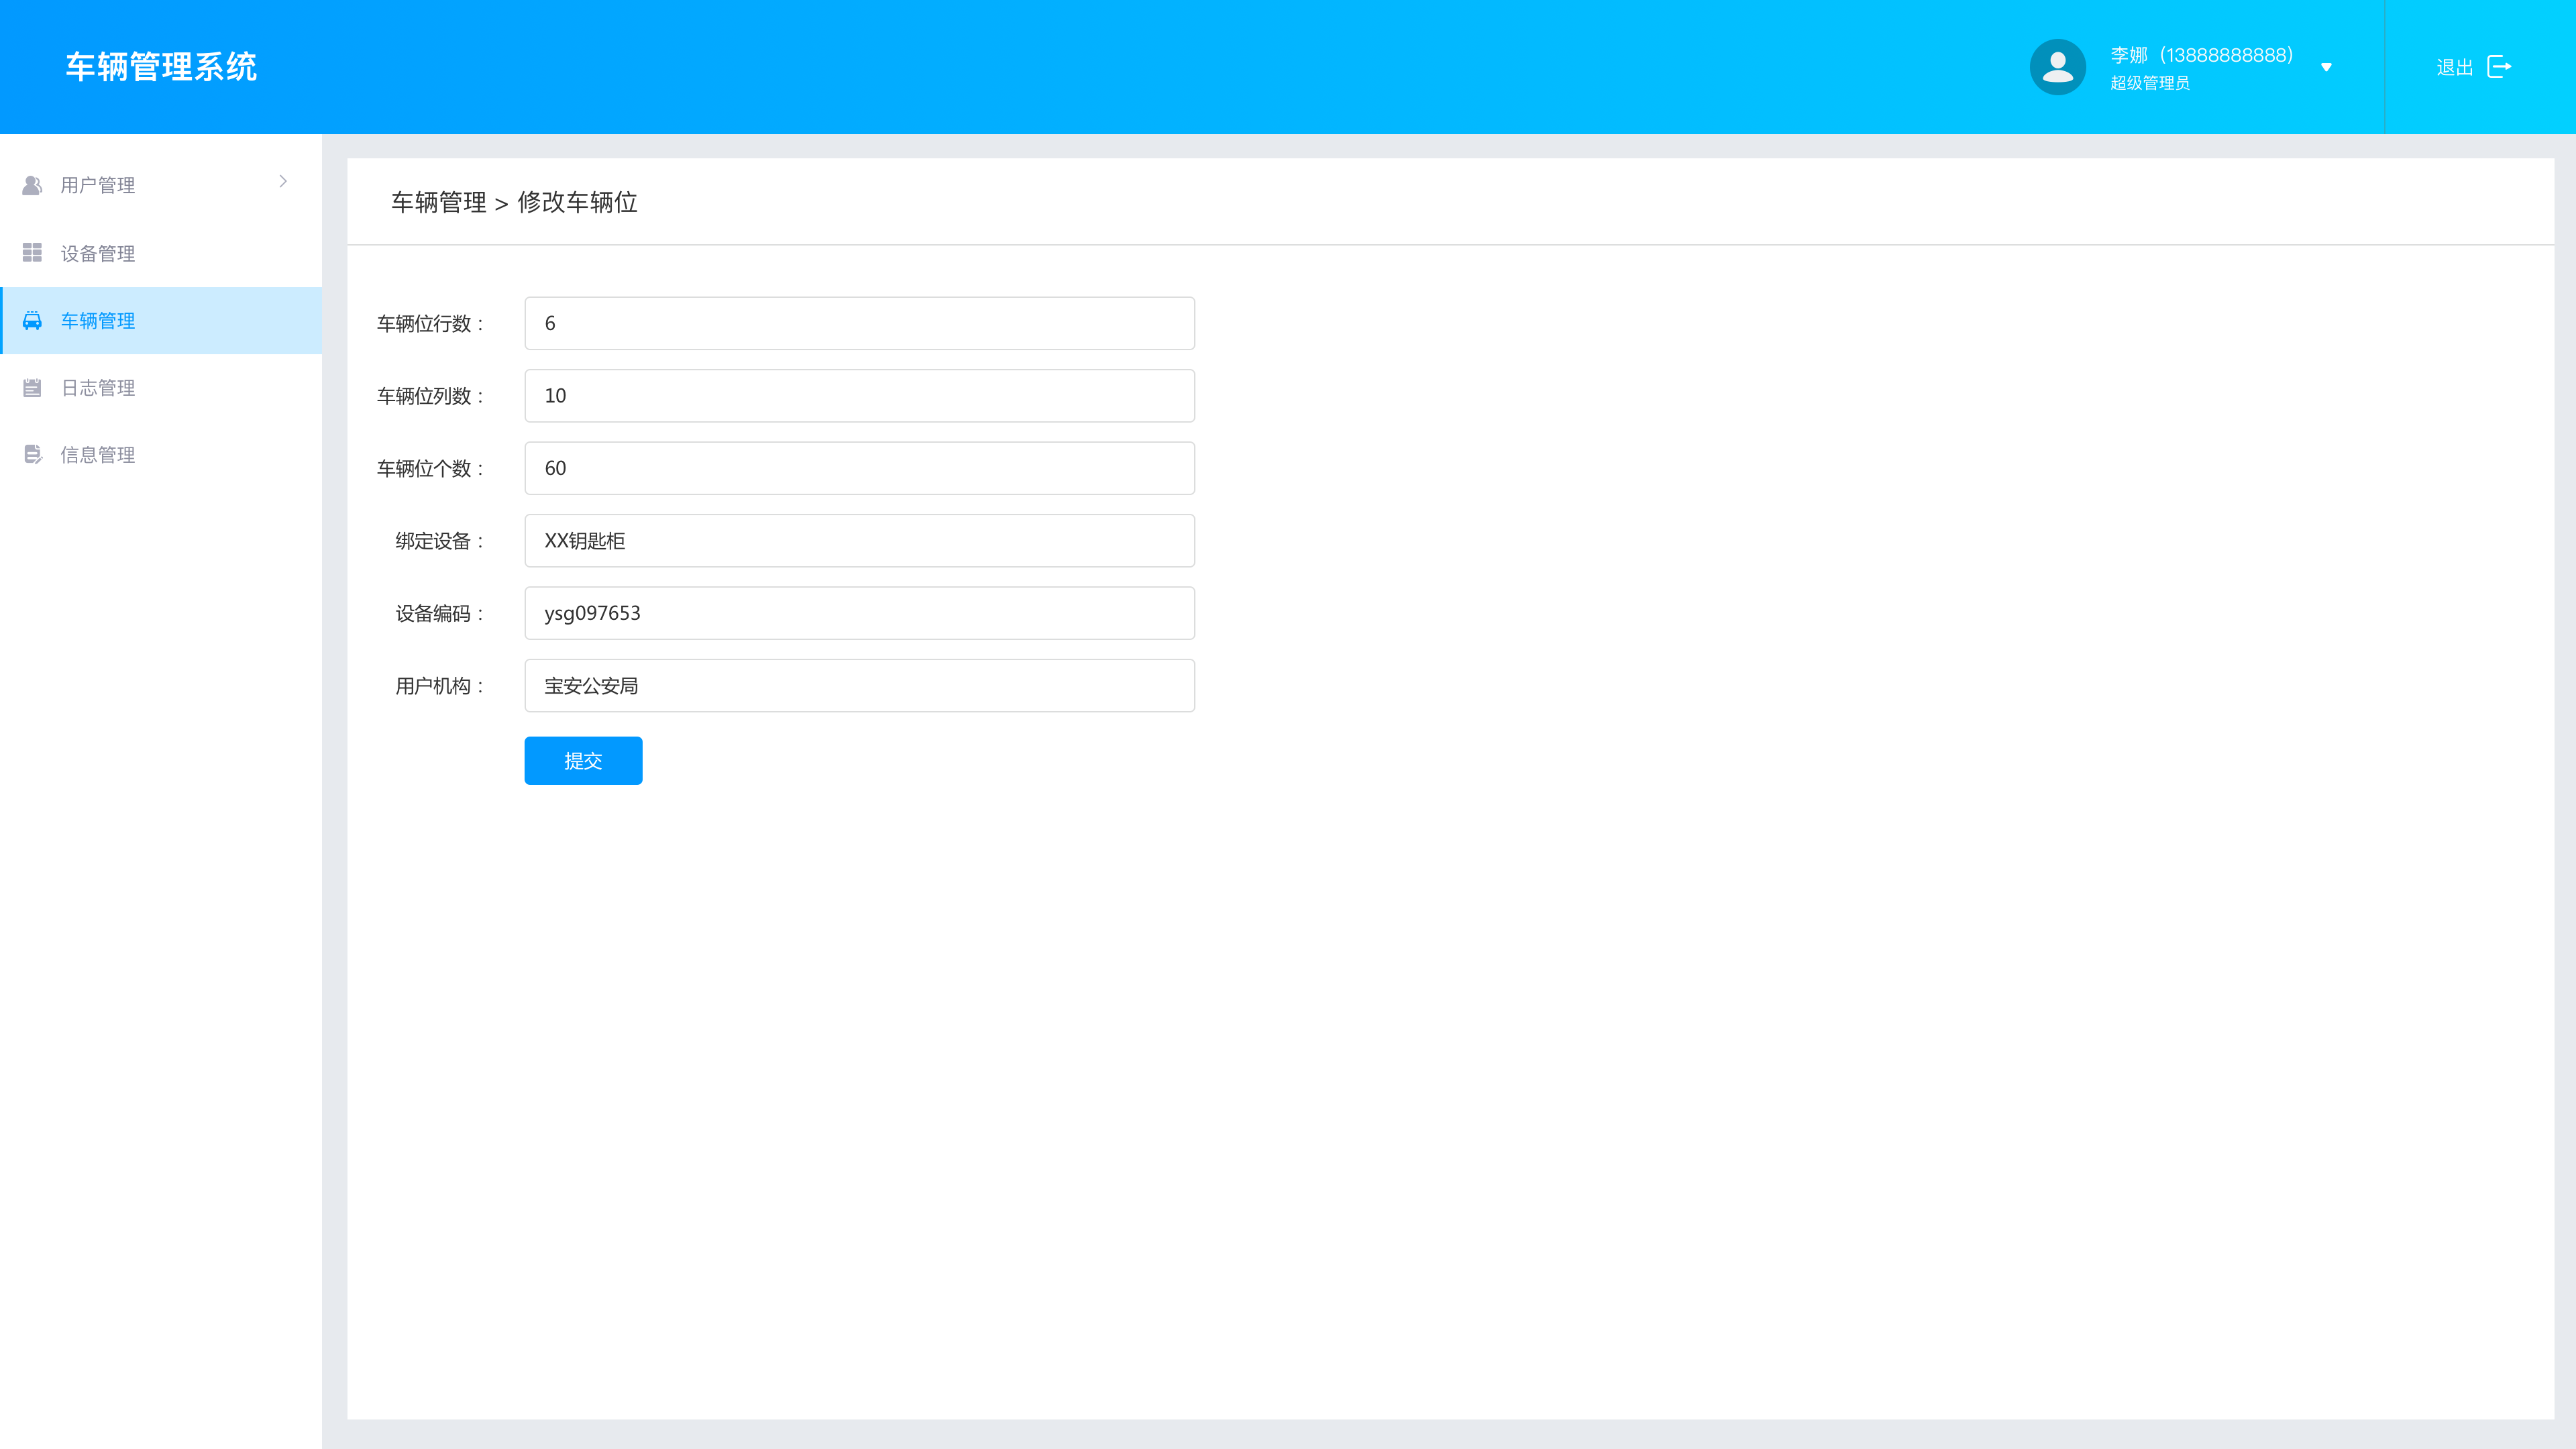 车辆管理系统
李娜（13888888888）
超级管理员
退出
用户管理
设备管理
车辆管理
日志管理
信息管理
车辆管理 > 修改车辆位
车辆位行数： 6
车辆位列数： 10
车辆位个数： 60
绑定设备： XX钥匙柜
设备编码： ysg097653
用户机构： 宝安公安局
提交